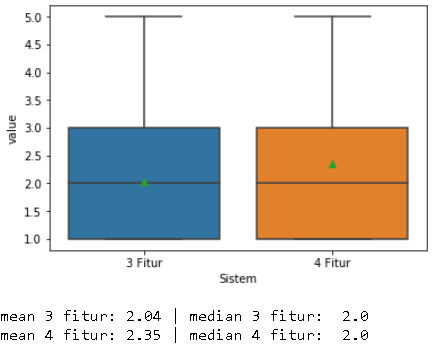 5.0
4.5
4.0
3.5
3.0
2.5
2.0
1.5
1.0
value
3 Fitur 4 Fitur
Sistem
mean 3 fitur: 2.04 | median 3 fitur:  2.0
mean 4 fitur: 2.35 | median 4 fitur:  2.0